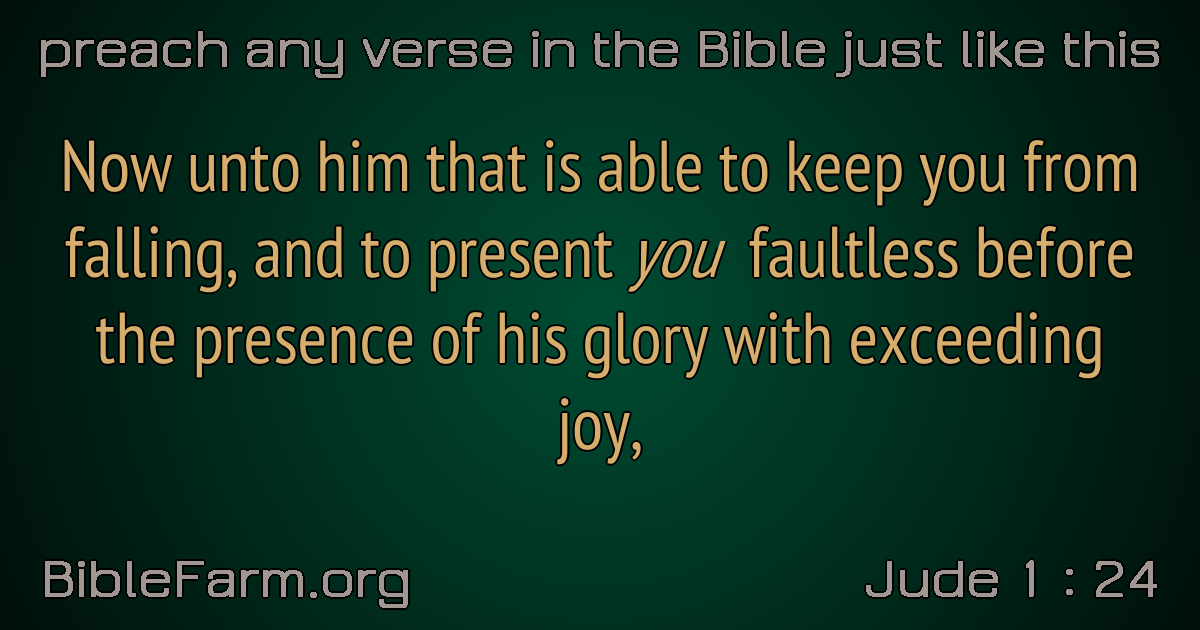 preach any verse in the Bible just like this
Now unto him that is able to keep you from
falling, and to present you faultless before
the presence of his glory with exceeding
joy,
BibleFarm.org
Jude 1 : 24